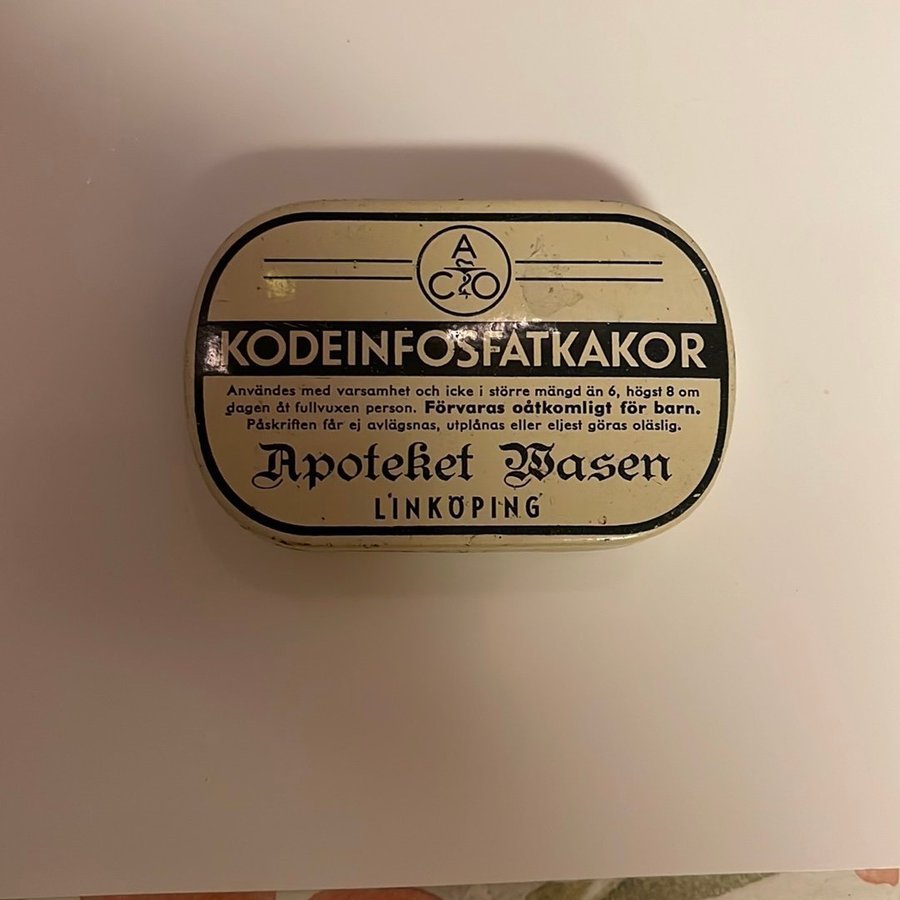 A
C O
KODEINFOSFATKAKOR
Användes med varsamhet och icke i större mängd än 6, högst 8 om
dagen åt fullvuxen person. Förvaras oåtkomligt för barn.
Påskriften får ej avlägsnas, utplånas eller eljest göras oläslig.
Apoteket Wasen
LINKÖPING